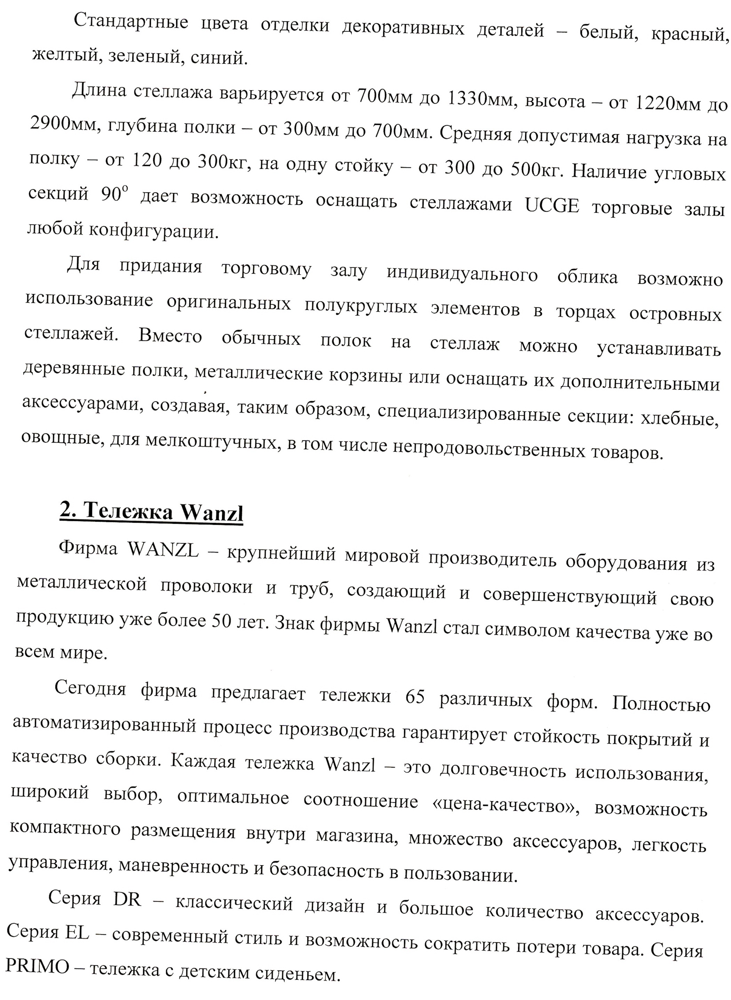 Стандартные цвета отделки декоративных деталей – белый, красный,
желтый, зеленый, синий.
Длина стеллажа варьируется от 700мм до 1330мм, высота – от 1220мм до
2900мм, глубина полки – от 300мм до 700мм. Средняя допустимая нагрузка на
полку – от 120 до 300кг, на одну стойку – от 300 до 500кг. Наличие угловых
секций 90° дает возможность оснащать стеллажами UCGE торговые залы
любой конфигурации.
Для придания торговому залу индивидуального облика возможно
использование оригинальных полукруглых элементов в торцах островных
стеллажей. Вместо обычных полок на стеллаж можно устанавливать
деревянные полки, металлические корзины или оснащать их дополнительными
аксессуарами, создавая, таким образом, специализированные секции: хлебные,
овощные, для мелкоштучных, в том числе непродовольственных товаров.
2. Тележка Wanzl
Фирма WANZL – крупнейший мировой производитель оборудования из
металлической проволоки и труб, создающий и совершенствующий свою
продукцию уже более 50 лет. Знак фирмы Wanzl стал символом качества уже во
всем мире.
Сегодня фирма предлагает тележки 65 различных форм. Полностью
автоматизированный процесс производства гарантирует стойкость покрытий и
качество сборки. Каждая тележка Wanzl – это долговечность использования,
широкий выбор, оптимальное соотношение «цена-качество», возможность
компактного размещения внутри магазина, множество аксессуаров, легкость
управления, маневренность и безопасность в пользовании.
Серия DR – классический дизайн и большое количество аксессуаров.
Серия EL – современный стиль и возможность сократить потери товара. Серия
PRIMO – тележка с детским сиденьем.